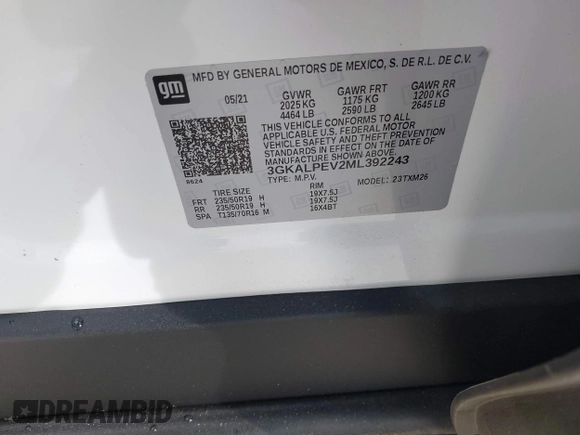 gm
MFD BY GENERAL MOTORS DE MEXICO, S. DE R.L. DE C.V.
05/21 GVWR GAWR FRT GAWR RR
2025 KG 1175 KG 1200 KG
4464 LB 2590 LB 2645 LB
THIS VEHICLE CONFORMS TO ALL
APPLICABLE U.S. FEDERAL MOTOR
VEHICLE SAFETY AND THEFT PREVENTION
STANDARDS IN EFFECT ON THE DATE OF
MANUFACTURE SHOWN ABOVE.
3GKALPEV2ML392243
8624 TYPE: M.P.V. MODEL: 23TXM26
TIRE SIZE RIM
FRT 235/50R19 H 19X7.5J
RR 235/50R19 H 19X7.5J
SPA T135/70R16 M 16X4BT
DREAMBID